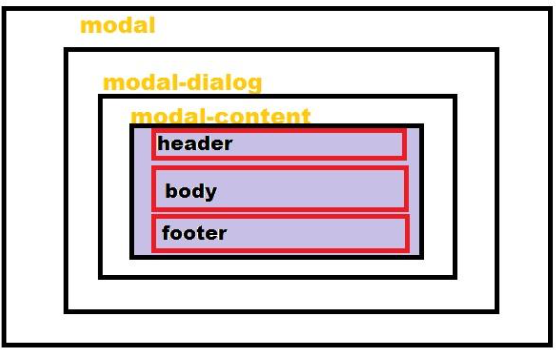 modal
modal-dialog
modal-content
header
body
footer